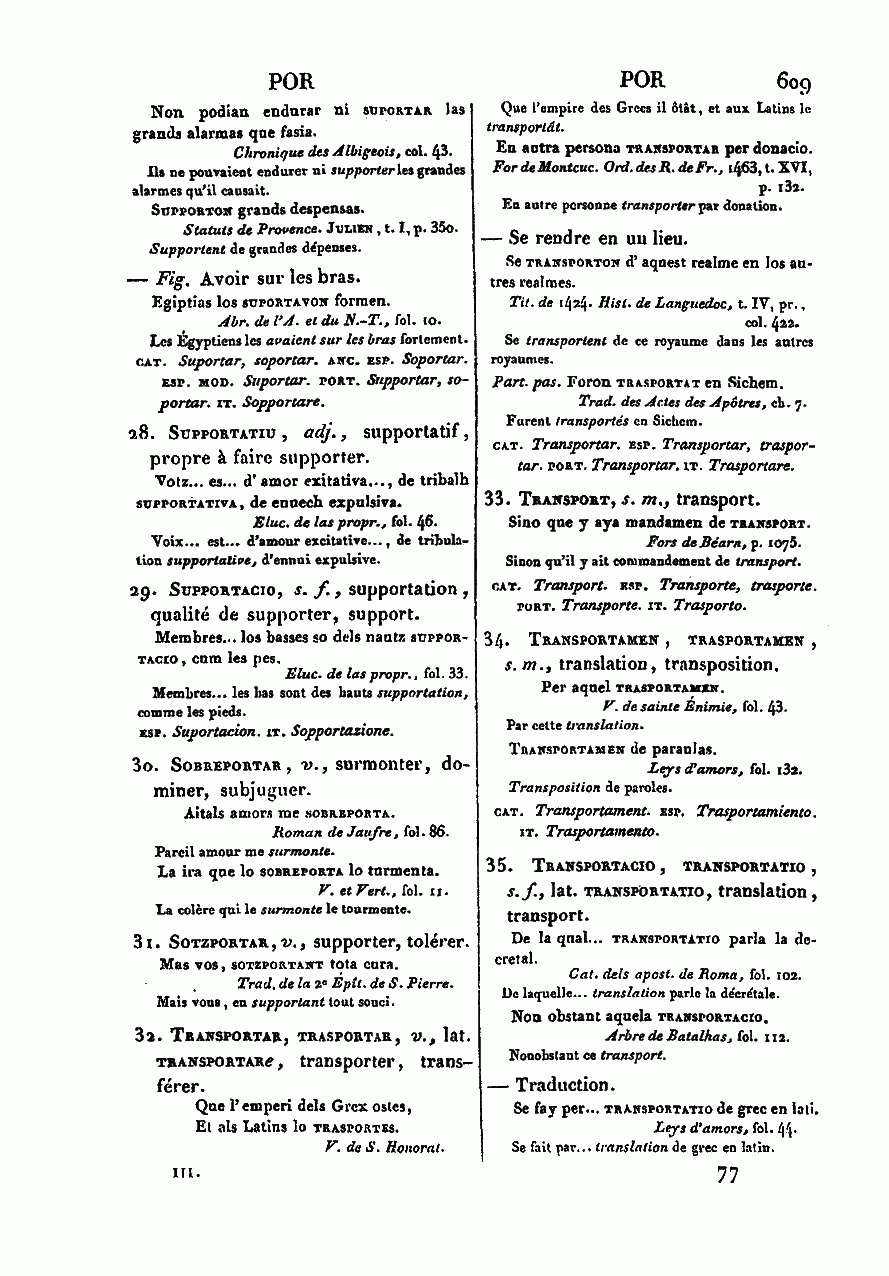 POR
Non podian endurar ni SUPORTAR las
grands alarmas que fasia.
Chronique des Albigeois, col. 43.
Ils ne pouvaient endurer ni supporter les grandes
alarmes qu'il causait.
SUPPORTON grands despensas.
Statuts de Provence. JULIEN, t. I, p. 350.
Supportent de grandes dépenses.
— Fig. Avoir sur les bras.
Egiptias los SUPORTAVON formen.
Abr. de l'A. et du N.-T., fol. 10.
Les Égyptiens les avaient sur les bras fortement.
CAT. Suportar, soportar. ANC. ESP. Soportar.
ESP. MOD. Suportar. PORT. Supportar, so-
portar. IT. Sopportare.
28. SUPPORTATIU, adj., supportatif,
propre à faire supporter.
Votz... es... d'amor exitativa..., de tribalh
SUPPORTATIVA, de enuech expulsiva.
Eluc. de las propr., fol. 46.
Voix... est... d'amour excitative..., de tribula-
tion supportative, d'ennui expulsive.
29. SUPPORTACIO, s. f., supportation,
qualité de supporter, support.
Membres... los basses so dels nautz SUPPOR-
TACIO, cum les pes.
Eluc. de las propr., fol. 33.
Membres... les bas sont des hauts supportation,
comme les pieds.
ESP. Suportacion. IT. Sopportazione.
30. SOBREPORTAR, v., surmonter, do-
miner, subjuguer.
Aitals amors me SOBREPORTA.
Roman de Jaufre, fol. 86.
Pareil amour me surmonte.
La ira que lo SOBREPORTA lo turmenta.
V. et Vert., fol. 11.
La colère qui le surmonte le tourmente.
31. SOTZPORTAR, v., supporter, tolérer.
Mas vos, SOTZPORTANT tota cura.
Trad. de la 2e Épît. de S. Pierre.
Mais vous, en supportant tout souci.
32. TRANSPORTAR, TRASPORTAR, v., lat.
TRANSPORTARe, transporter, trans-
férer.
Que l'emperi dels Grex ostes,
Et als Latins lo TRASPORTES.
V. de S. Honorat.
III.
POR 609
Que l'empire des Grecs il ôtât, et aux Latins le
transportât.
En autra persona TRANSPORTAR per donacio.
For de Montcuc. Ord. des R. de Fr., 1463, t. XVI,
p. 132.
En autre personne transporter par donation.
— Se rendre en un lieu.
Se TRANSPORTON d'aquest realme en los au-
tres realmes.
Tit. de 1424. Hist. de Languedoc, t. IV, pr.,
col. 422.
Se transportent de ce royaume dans les autres
royaumes.
Part. pas. Foron TRASPORTAT en Sichem.
Trad. des Actes des Apôtres, ch. 7.
Furent transportés en Sichem.
CAT. Transportar. ESP. Transportar, traspor-
tar. PORT. Transportar. IT. Trasportare.
33. TRANSPORT, s. m., transport.
Sino que y aya mandamen de TRANSPORT.
Fors de Béarn, p. 1075.
Sinon qu'il y ait commandement de transport.
CAT. Transport. ESP. Transporte, trasporte.
PORT. Transporte. IT. Trasporto.
34. TRANSPORTAMEN, TRASPORTAMEN,
s. m., translation, transposition.
Per aquel TRASPORTAMEN.
V. de sainte Énimie, fol. 43.
Par cette translation.
TRANSPORTAMEN de paraulas.
Leys d'amors, fol. 132.
Transposition de paroles.
CAT. Transportament. ESP. Trasportamiento.
IT. Trasportamento.
35. TRANSPORTACIO, TRANSPORTATIO,
s. f., lat. TRANSPORTATIO, translation,
transport.
De la qual... TRANSPORTATIO parla la de-
cretal.
Cat. dels apost. de Roma, fol. 102.
De laquelle... translation parle la décrétale.
Non obstant aquela TRANSPORTACIO.
Arbre de Batalhas, fol. 112.
Nonobstant ce transport.
— Traduction.
Se fay per... TRANSPORTATIO de grec en lati.
Leys d'amors, fol. 44.
Se fait par... translation de grec en latin.
77